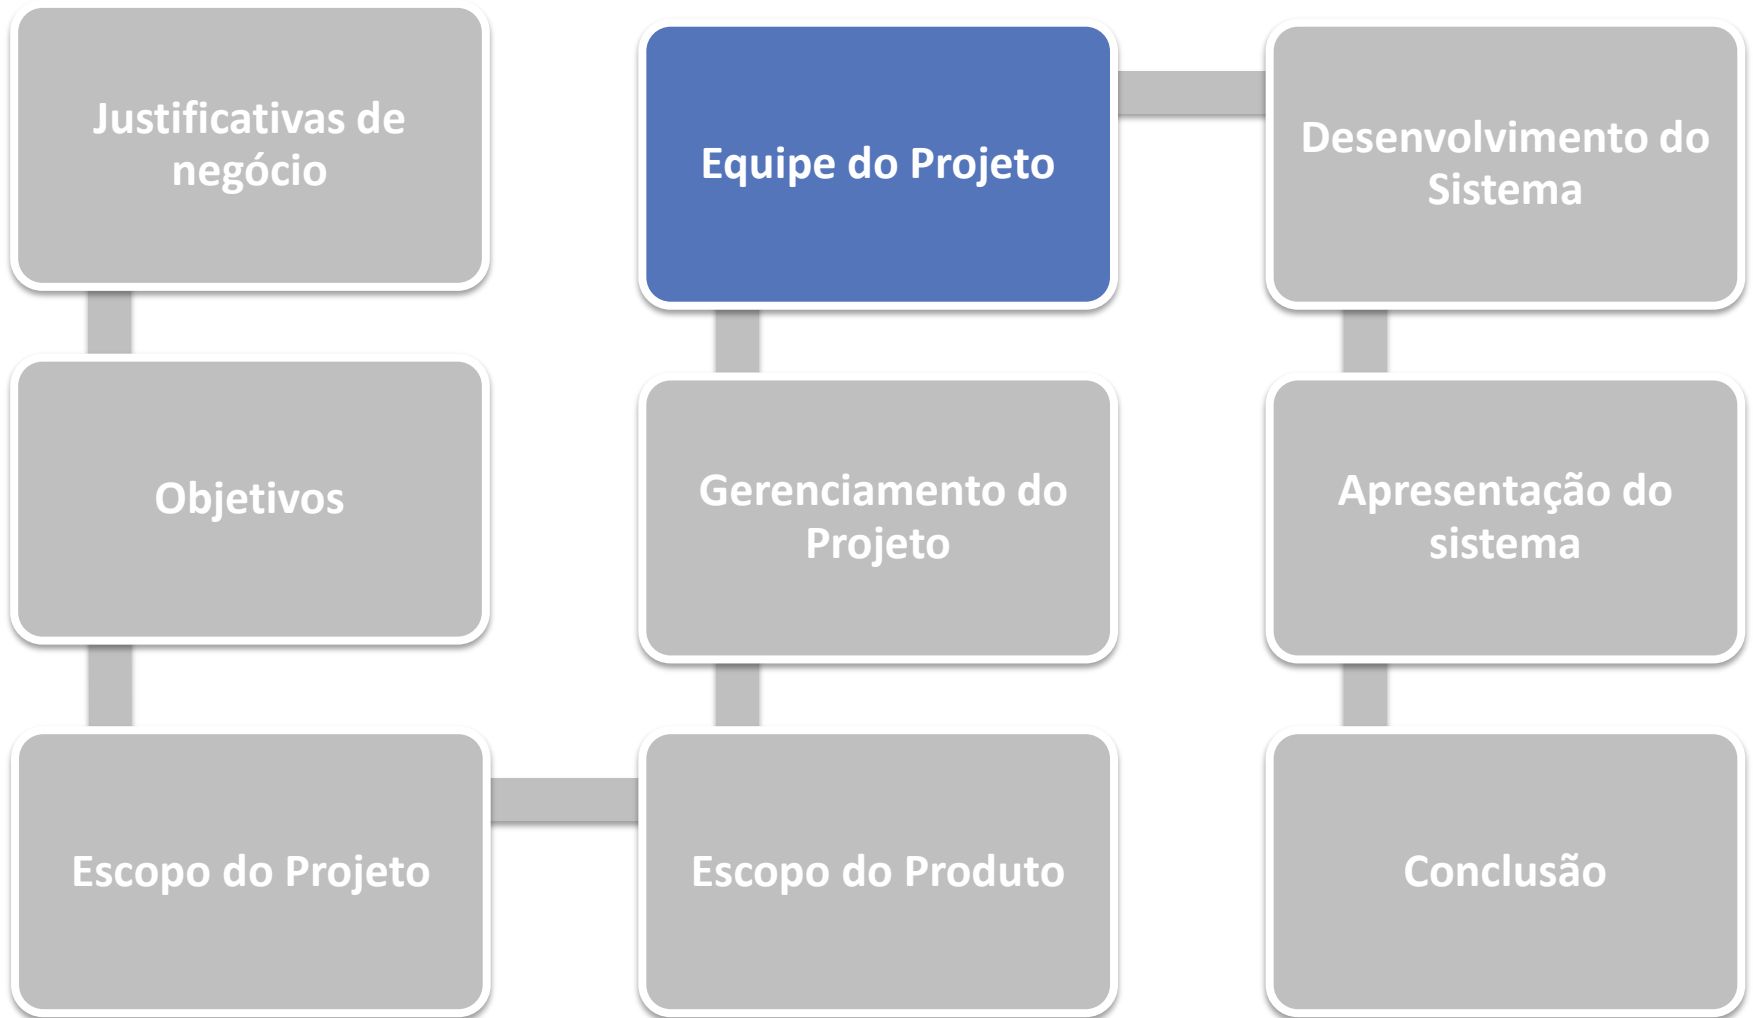 Justificativas de
negócio
Objetivos
Escopo do Projeto
Escopo do Produto
Gerenciamento do
Projeto
Equipe do Projeto
Desenvolvimento do
Sistema
Apresentação do
sistema
Conclusão